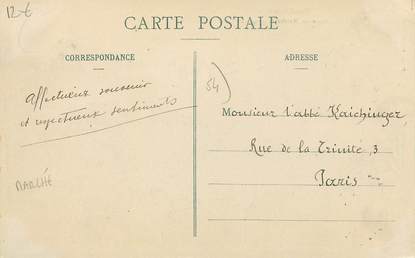 12 €
CARTE POSTALE
CORRESPONDANCE
ADRESSE
Affectueux souvenir
et respectueux sentiments
54
Monsieur l'abbé Kaichinger
Rue de la Trinité, 3
Paris
MARCHÉ